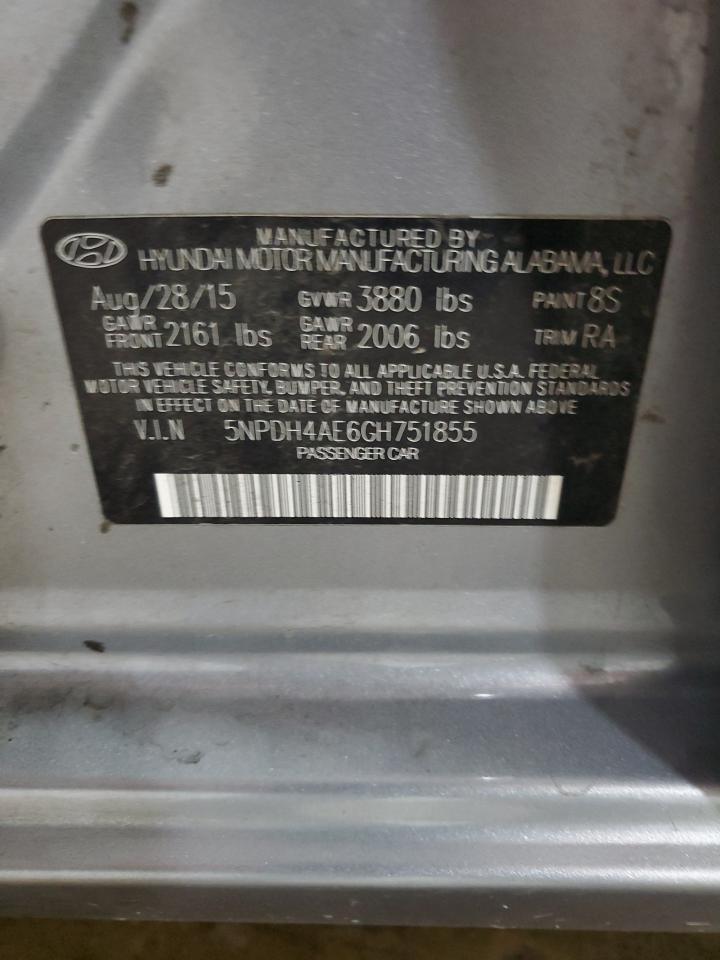 MANUFACTURED BY
HYUNDAI MOTOR MANUFACTURING ALABAMA, LLC
Aug/28/15 GVWR 3880 lbs PAINT 8S
GAWR FRONT 2161 lbs GAWR REAR 2006 lbs TRIM RA
THIS VEHICLE CONFORMS TO ALL APPLICABLE U.S.A. FEDERAL
MOTOR VEHICLE SAFETY, BUMPER, AND THEFT PREVENTION STANDARDS
IN EFFECT ON THE DATE OF MANUFACTURE SHOWN ABOVE
V.I.N 5NPDH4AE6GH751855
PASSENGER CAR